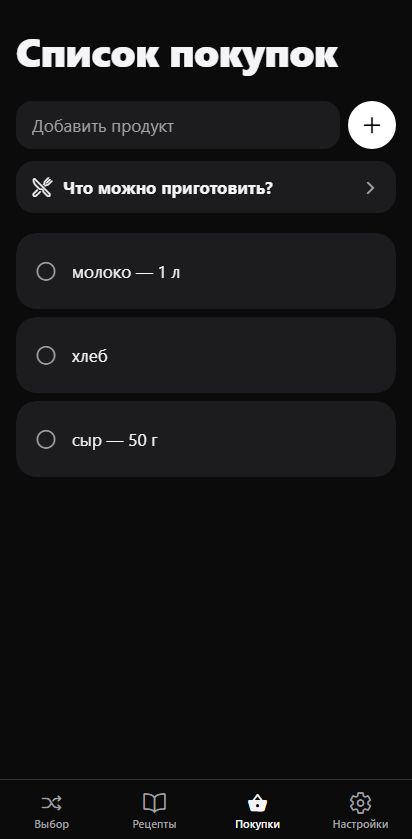 Список покупок
Добавить продукт
Что можно приготовить?
молоко — 1 л
хлеб
сыр — 50 г
Выбор
Рецепты
Покупки
Настройки